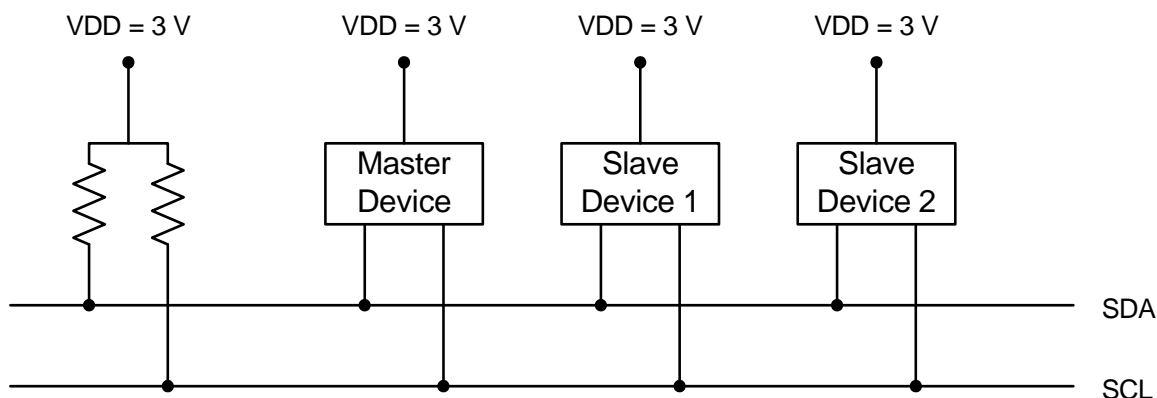 VDD = 3 V VDD = 3 V VDD = 3 V VDD = 3 V
Master Device
Slave Device 1
Slave Device 2
SDA
SCL